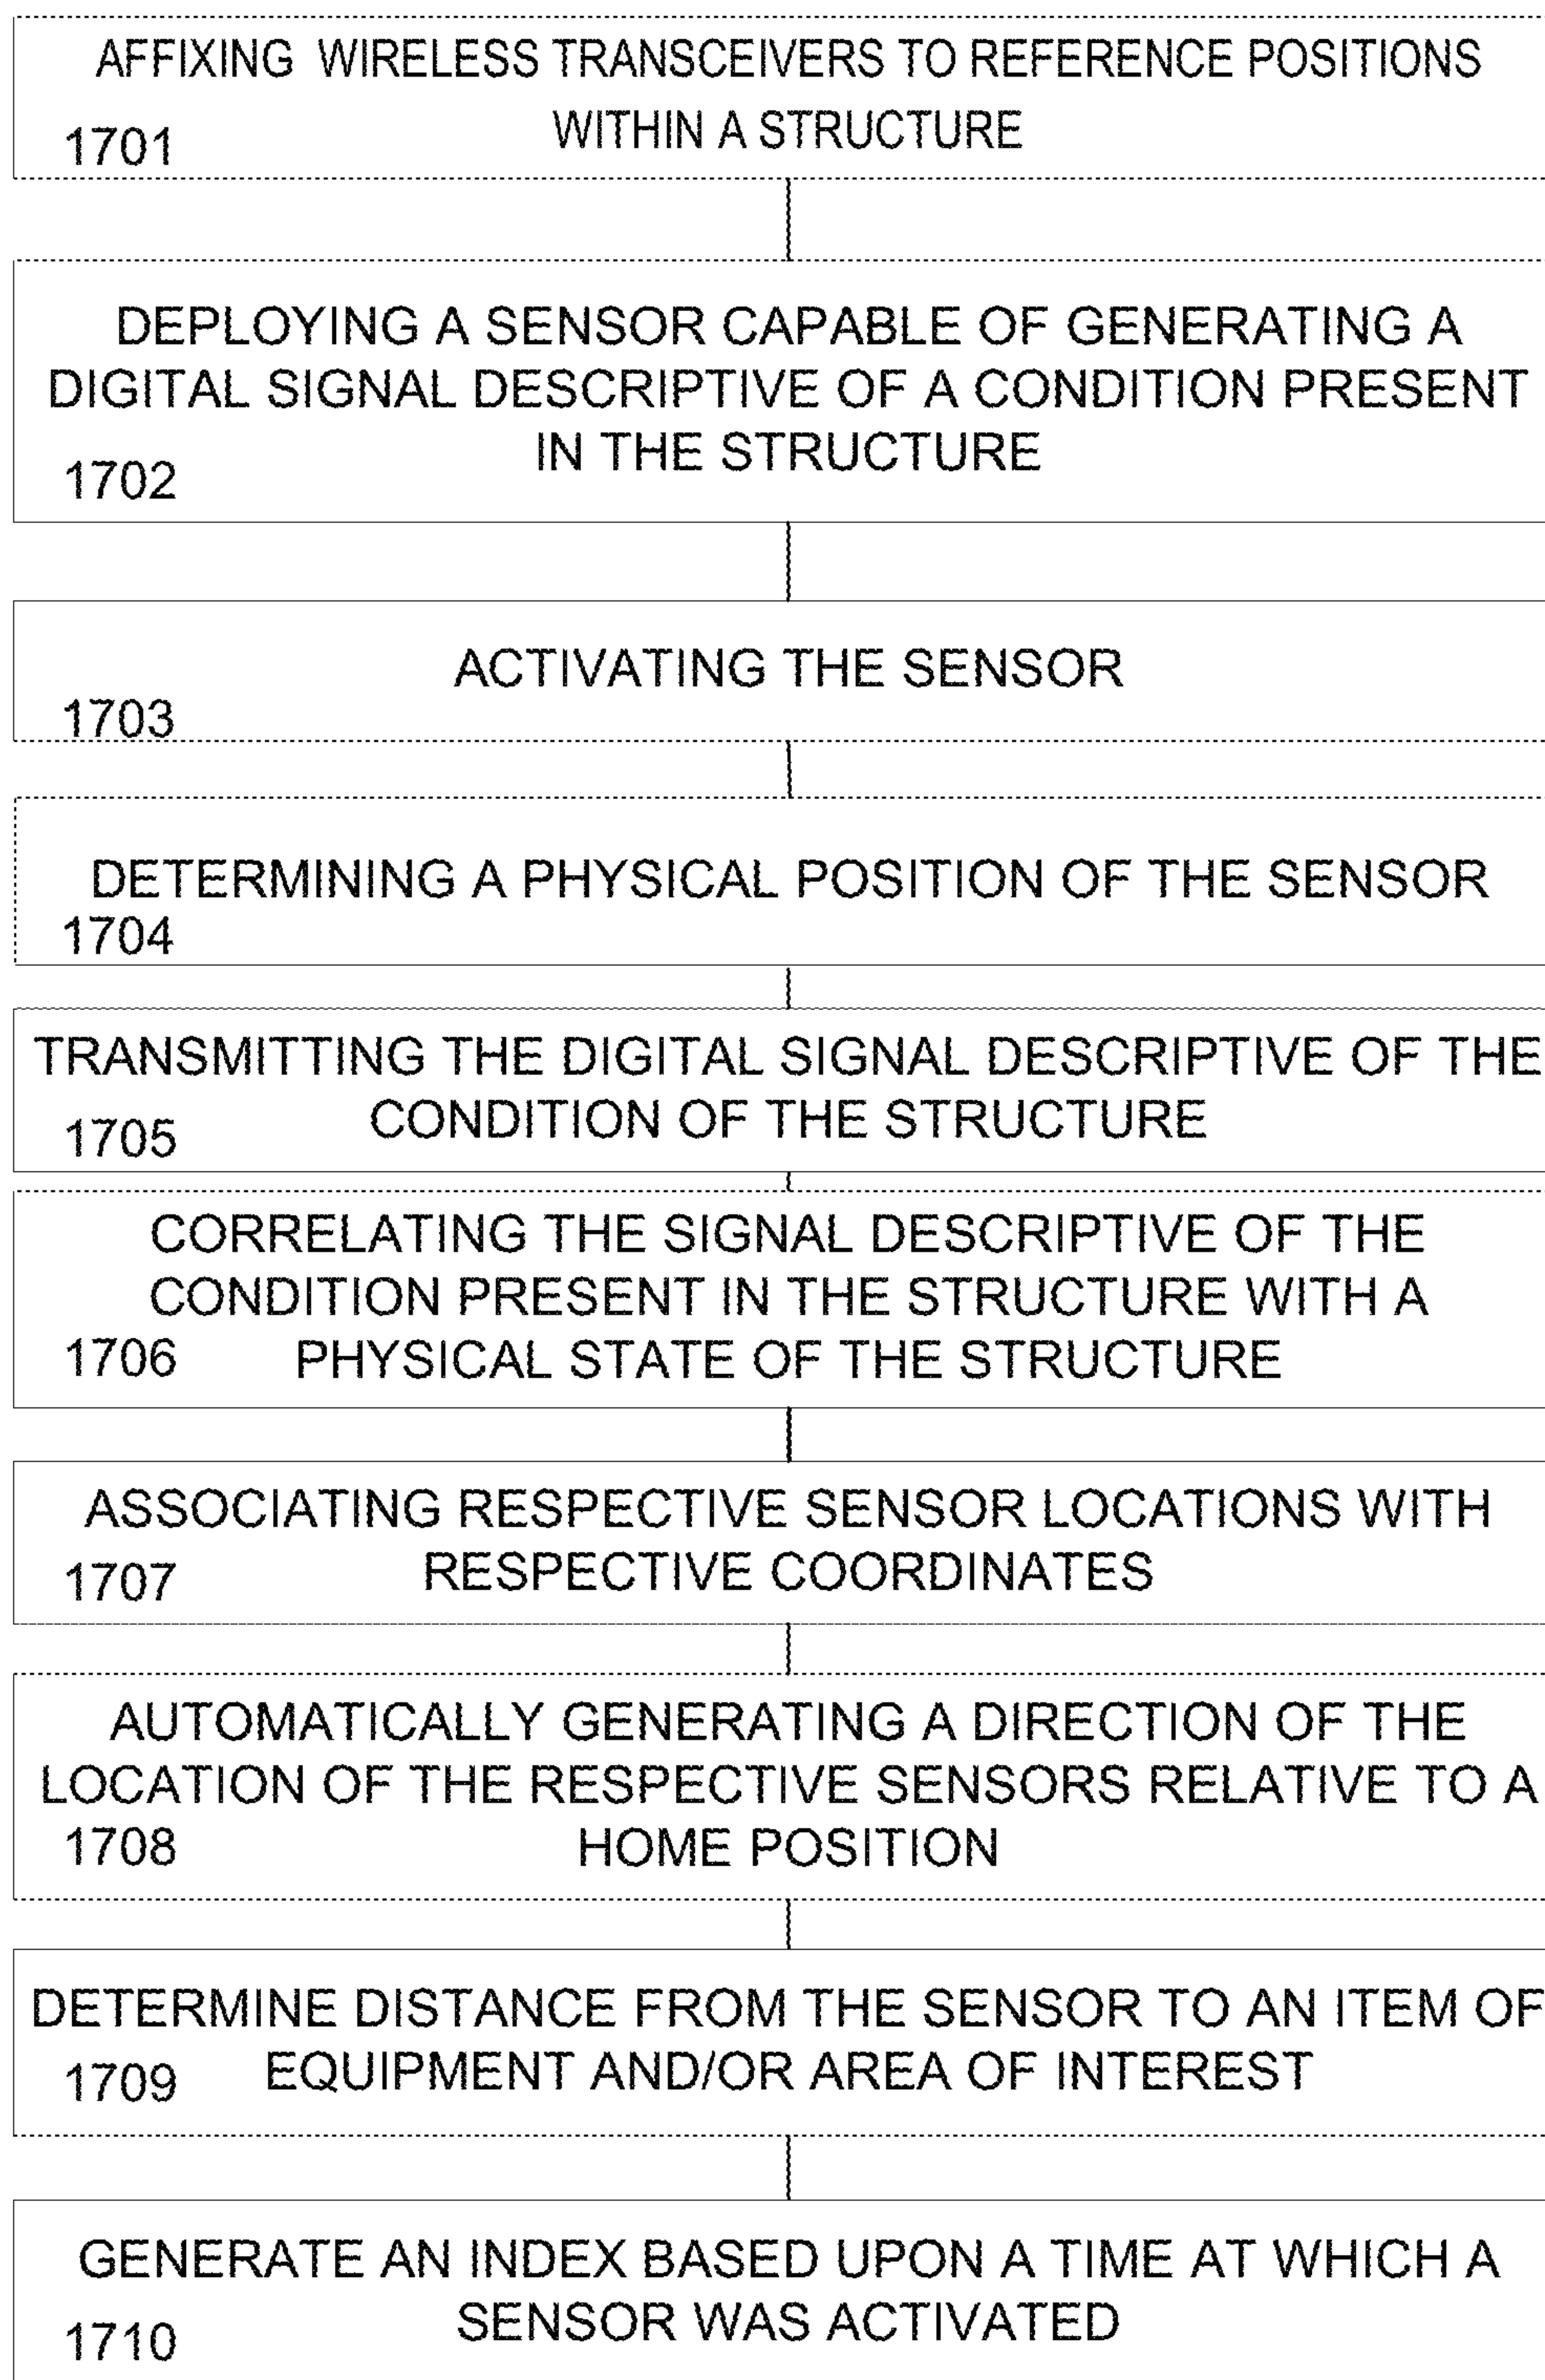 AFFIXING WIRELESS TRANSCEIVERS TO REFERENCE POSITIONS
WITHIN A STRUCTURE
1701
DEPLOYING A SENSOR CAPABLE OF GENERATING A
DIGITAL SIGNAL DESCRIPTIVE OF A CONDITION PRESENT
IN THE STRUCTURE
1702
ACTIVATING THE SENSOR
1703
DETERMINING A PHYSICAL POSITION OF THE SENSOR
1704
TRANSMITTING THE DIGITAL SIGNAL DESCRIPTIVE OF THE
CONDITION OF THE STRUCTURE
1705
CORRELATING THE SIGNAL DESCRIPTIVE OF THE
CONDITION PRESENT IN THE STRUCTURE WITH A
1706 PHYSICAL STATE OF THE STRUCTURE
ASSOCIATING RESPECTIVE SENSOR LOCATIONS WITH
RESPECTIVE COORDINATES
1707
AUTOMATICALLY GENERATING A DIRECTION OF THE
LOCATION OF THE RESPECTIVE SENSORS RELATIVE TO A
1708 HOME POSITION
DETERMINE DISTANCE FROM THE SENSOR TO AN ITEM OF
1709 EQUIPMENT AND/OR AREA OF INTEREST
GENERATE AN INDEX BASED UPON A TIME AT WHICH A
SENSOR WAS ACTIVATED
1710